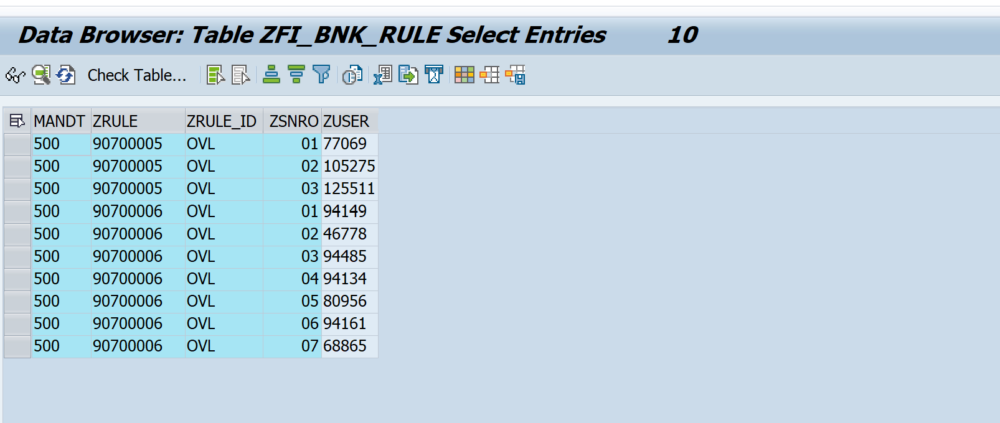 Data Browser: Table ZFI_BNK_RULE Select Entries 10
Check Table...
MANDT ZRULE ZRULE_ID ZSNRO ZUSER
500 90700005 OVL 01 77069
500 90700005 OVL 02 105275
500 90700005 OVL 03 125511
500 90700006 OVL 01 94149
500 90700006 OVL 02 46778
500 90700006 OVL 03 94485
500 90700006 OVL 04 94134
500 90700006 OVL 05 80956
500 90700006 OVL 06 94161
500 90700006 OVL 07 68865